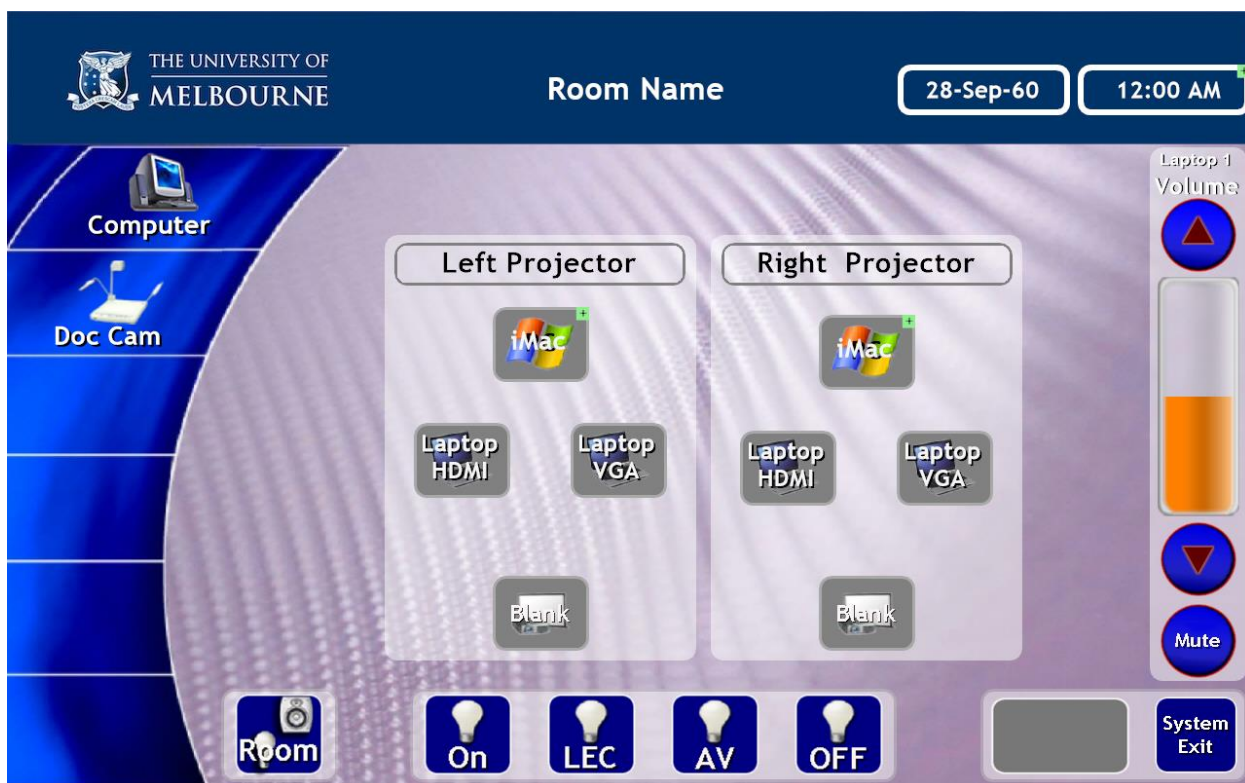 THE UNIVERSITY OF
MELBOURNE
Room Name
28-Sep-60
12:00 AM
Computer
Doc Cam
Left Projector
iMac
Laptop
HDMI
Laptop
VGA
Blank
Right Projector
iMac
Laptop
HDMI
Laptop
VGA
Blank
Laptop 1
Volume
Mute
Room
On
LEC
AV
OFF
System
Exit